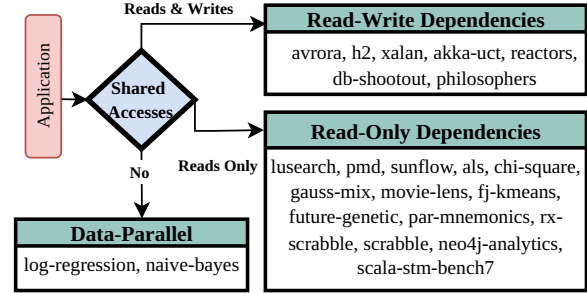 Application
Shared
Accesses
Reads & Writes
Read-Write Dependencies
avrora, h2, xalan, akka-uct, reactors,
db-shootout, philosophers
Reads Only
Read-Only Dependencies
lusearch, pmd, sunflow, als, chi-square,
gauss-mix, movie-lens, fj-kmeans,
future-genetic, par-mnemonics, rx-
scrabble, scrabble, neo4j-analytics,
scala-stm-bench7
No
Data-Parallel
log-regression, naive-bayes